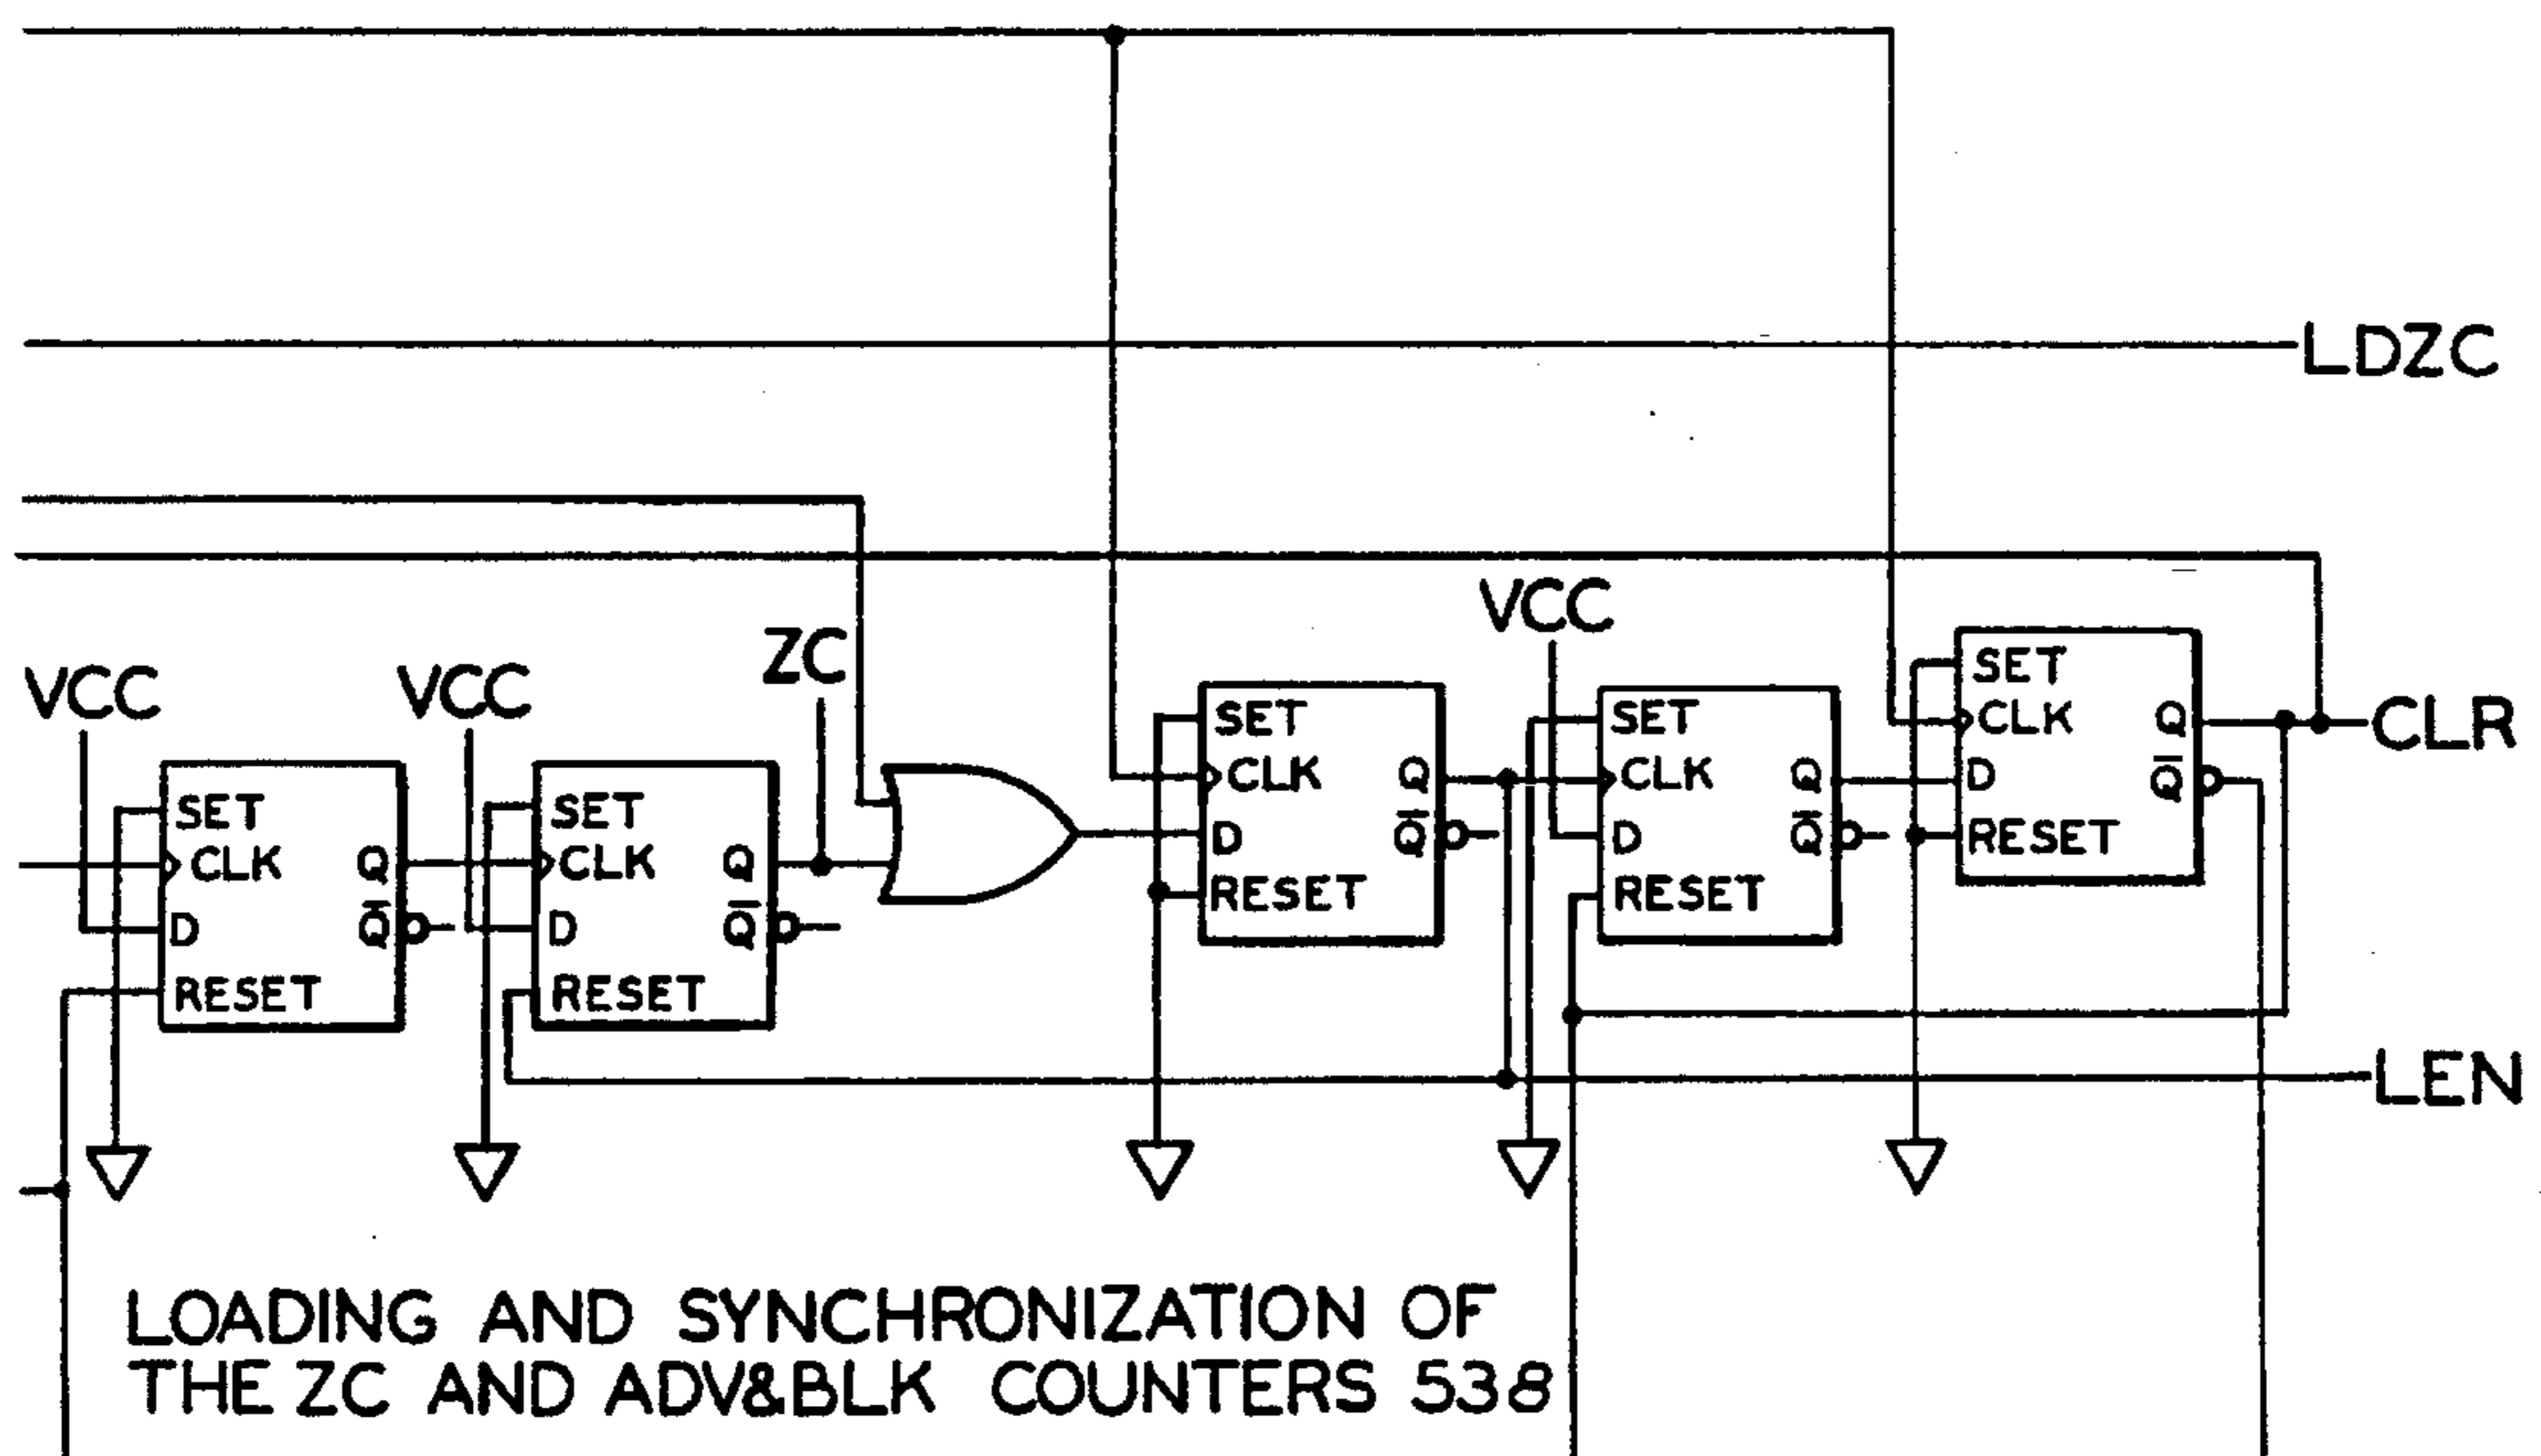 LDZC
VCC
ZC
VCC
VCC
SET
CLK
D
RESET
Q
Q̅
SET
CLK
D
RESET
Q
Q̅
SET
CLK
D
RESET
Q
Q̅
SET
CLK
D
RESET
Q
Q̅
SET
CLK
D
RESET
Q
Q̅
CLR
LEN
LOADING AND SYNCHRONIZATION OF
THE ZC AND ADV&BLK COUNTERS 538